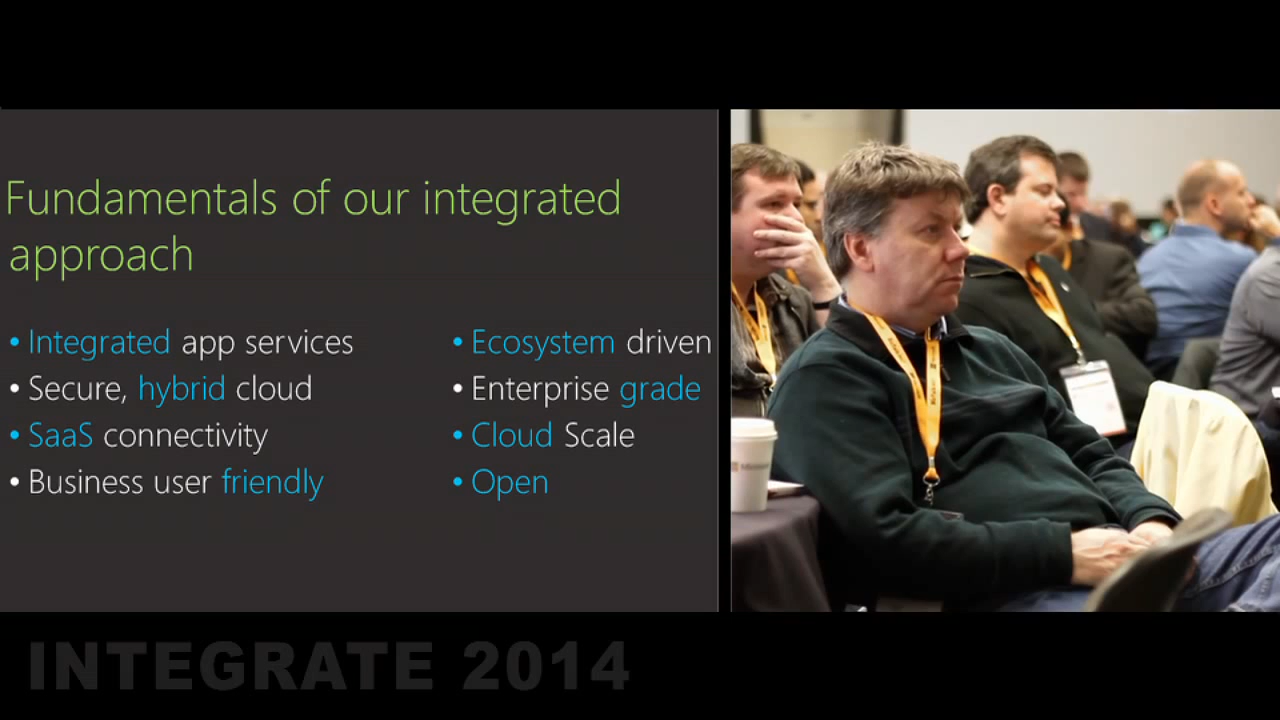 Fundamentals of our integrated
approach
• Integrated app services
• Secure, hybrid cloud
• SaaS connectivity
• Business user friendly
• Ecosystem driven
• Enterprise grade
• Cloud Scale
• Open
Microsoft
INTEGRATE 2014